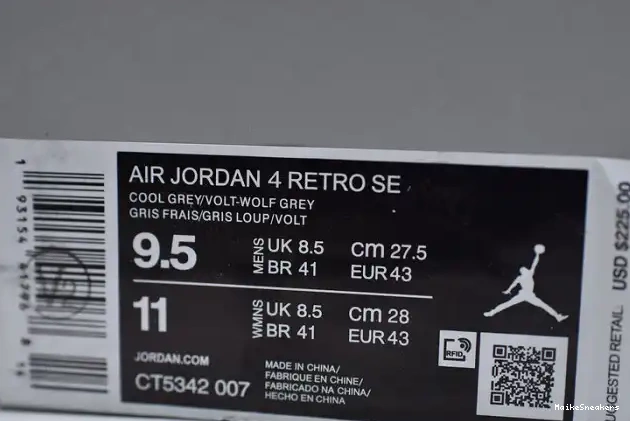 AIR JORDAN 4 RETRO SE
COOL GREY/VOLT-WOLF GREY
GRIS FRAIS/GRIS LOUP/VOLT
9.5 MENS UK 8.5 Cm 27.5
BR 41 EUR 43
11 WMNS UK 8.5 Cm 28
BR 41 EUR 43
JORDAN.COM
CT5342 007
MADE IN CHINA/
FABRIQUE EN CHINE/
FABRICADO NA CHINA/
HECHO EN CHINA
RFID
USD $225.00
SUGGESTED RETAIL
MaikeSneakers